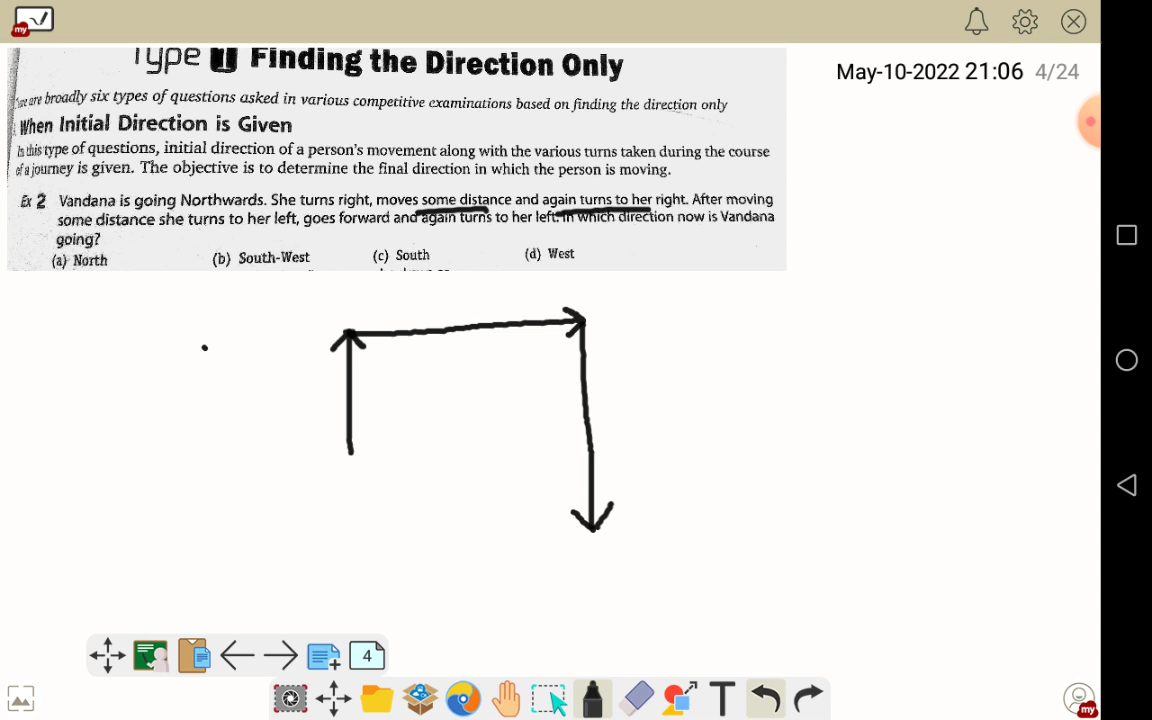 my
Type 1 Finding the Direction Only
May-10-2022 21:06 4/24
are broadly six types of questions asked in various competitive examinations based on finding the direction only
When Initial Direction is Given
In this type of questions, initial direction of a person's movement along with the various turns taken during the course
of a journey is given. The objective is to determine the final direction in which the person is moving.
Ex 2 Vandana is going Northwards. She turns right, moves some distance and again turns to her right. After moving
some distance she turns to her left, goes forward and again turns to her left. In which direction now is Vandana
going?
(a) North (b) South-West (c) South (d) West
4
T
my